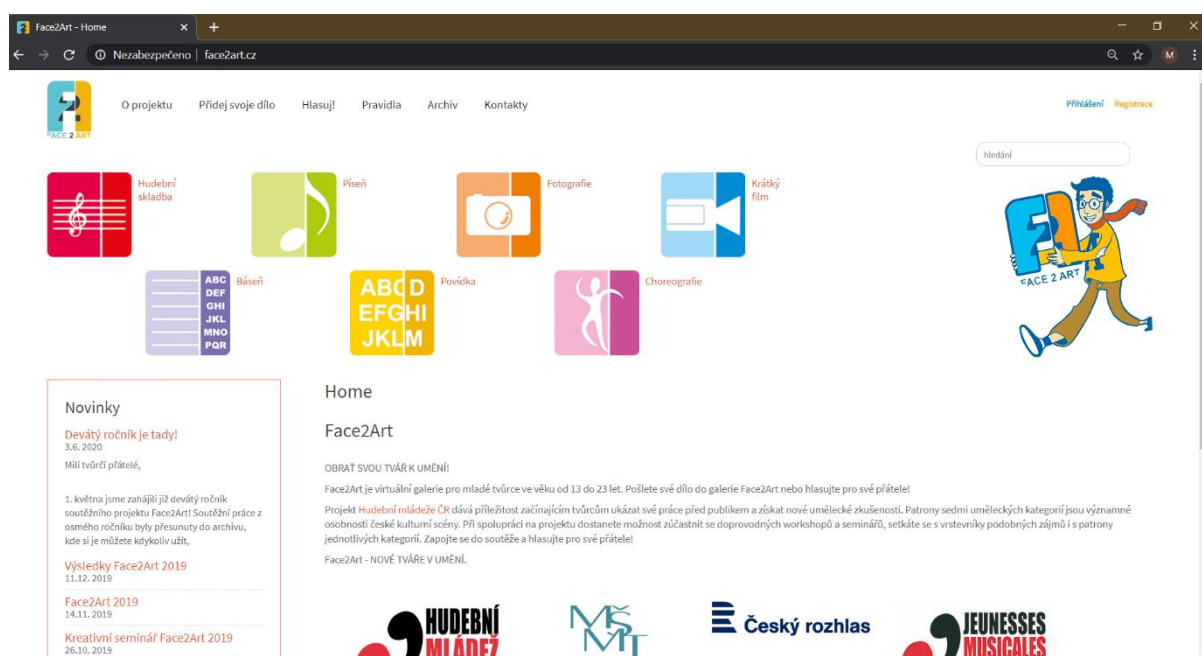 Face2Art - Home
Nezabezpečeno | face2art.cz
M
FACE 2 ART
O projektu Přidej svoje dílo Hlasuj! Pravidla Archiv Kontakty
Přihlášení Registrace
hledání
Hudební
skladba
Píseň
Fotografie
Krátký
film
FACE 2 ART
ABC
DEF
GHI
JKL
MNO
PQR
Báseň
ABCD
EFGHI
JKLM
Povídka
Choreografie
Novinky
Devátý ročník je tady!
3.6. 2020
Milí tvůrčí přátelé,
1. května jsme zahájili již devátý ročník
soutěžního projektu Face2Art! Soutěžní práce z
osmého ročníku byly přesunuty do archivu,
kde si je můžete kdykoliv užít,
Výsledky Face2Art 2019
11.12. 2019
Face2Art 2019
14.11. 2019
Kreativní seminář Face2Art 2019
26.10. 2019
Home
Face2Art
OBRAŤ SVOU TVÁŘ K UMĚNÍ!
Face2Art je virtuální galerie pro mladé tvůrce ve věku od 13 do 23 let. Pošlete své dílo do galerie Face2Art nebo hlasujte pro své přátele!
Projekt Hudební mládeže ČR dává příležitost začínajícím tvůrcům ukázat své práce před publikem a získat nové umělecké zkušenosti. Patrony sedmi uměleckých kategorií jsou významné
osobnosti české kulturní scény. Při spolupráci na projektu dostanete možnost zúčastnit se doprovodných workshopů a seminářů, setkáte se s vrstevníky podobných zájmů i s patrony
jednotlivých kategorií. Zapojte se do soutěže a hlasujte pro své přátele!
Face2Art - NOVÉ TVÁŘE V UMĚNÍ.
HUDEBNÍ
MLÁDEŽ
MŠMT
Český rozhlas
JEUNESSES
MUSICALES